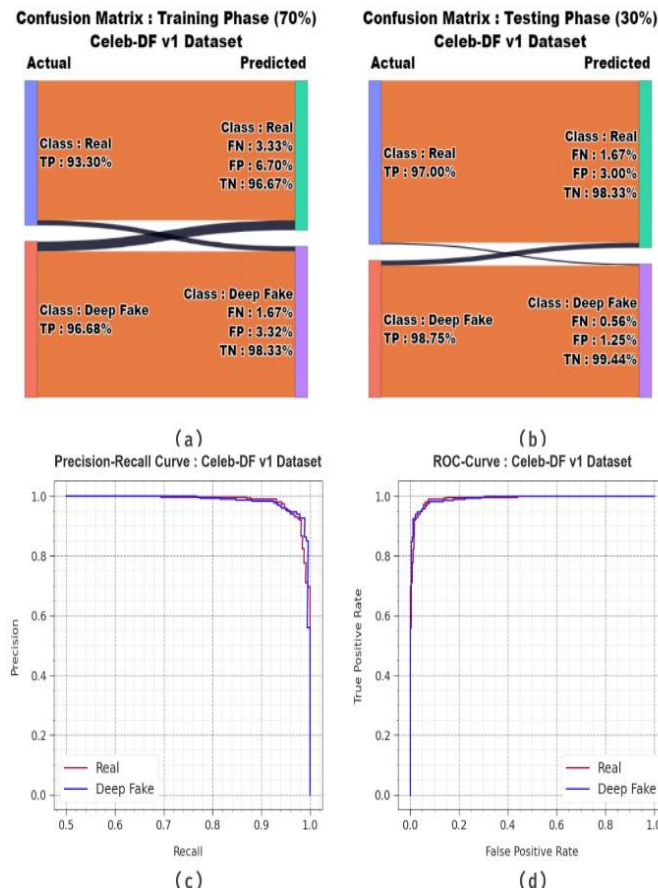 Confusion Matrix : Training Phase (70%)
Celeb-DF v1 Dataset
Actual Predicted
Class : Real
TP : 93.30%
Class : Real
FN : 3.33%
FP : 6.70%
TN : 96.67%
Class : Deep Fake
TP : 96.68%
Class : Deep Fake
FN : 1.67%
FP : 3.32%
TN : 98.33%
(a)
Confusion Matrix : Testing Phase (30%)
Celeb-DF v1 Dataset
Actual Predicted
Class : Real
TP : 97.00%
Class : Real
FN : 1.67%
FP : 3.00%
TN : 98.33%
Class : Deep Fake
TP : 98.75%
Class : Deep Fake
FN : 0.56%
FP : 1.25%
TN : 99.44%
(b)
Precision-Recall Curve : Celeb-DF v1 Dataset
Precision
1.0
0.8
0.6
0.4
0.2
0.0
Real
Deep Fake
0.5 0.6 0.7 0.8 0.9 1.0
Recall
(c)
ROC-Curve : Celeb-DF v1 Dataset
True Positive Rate
1.0
0.8
0.6
0.4
0.2
0.0
Real
Deep Fake
0.0 0.2 0.4 0.6 0.8 1.0
False Positive Rate
(d)